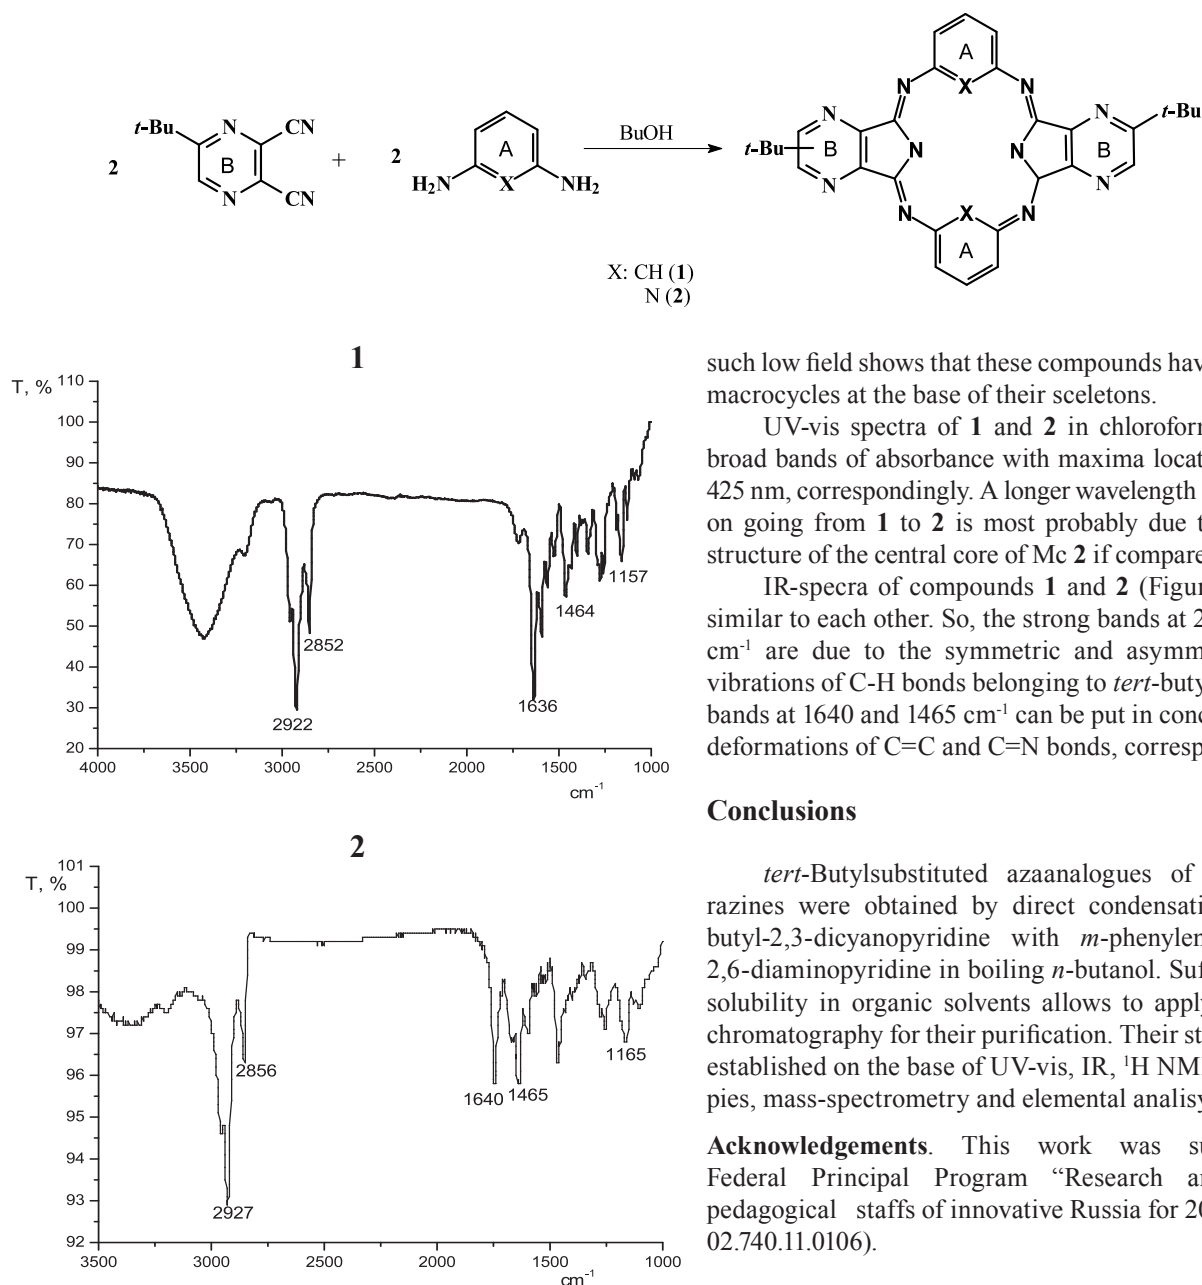 t-Bu
N
CN
B
N
CN
2
+
2
A
H2N
X
NH2
BuOH
A
X
N
N
N
N
t-Bu
t-Bu
B
N
N
B
N
N
N
X
N
A
X: CH (1)
N (2)
1
T, %
110
100
90
80
70
60
50
40
30
20
2922
2852
1636
1464
1157
4000
3500
3000
2500
2000
1500
1000
cm-1
2
T, %
101
100
99
98
97
96
95
94
93
92
2927
2856
1640
1465
1165
3500
3000
2500
2000
1500
1000
cm-1
such low field shows that these compounds hav
macrocycles at the base of their sceletons.
UV-vis spectra of 1 and 2 in chloroform
broad bands of absorbance with maxima locat
425 nm, correspondingly. A longer wavelength
on going from 1 to 2 is most probably due t
structure of the central core of Mc 2 if compare
IR-specra of compounds 1 and 2 (Figur
similar to each other. So, the strong bands at 2
cm-1 are due to the symmetric and asymm
vibrations of C-H bonds belonging to tert-buty
bands at 1640 and 1465 cm-1 can be put in conc
deformations of C=C and C=N bonds, corresp
Conclusions
tert-Butylsubstituted azaanalogues of
razines were obtained by direct condensati
butyl-2,3-dicyanopyridine with m-phenylen
2,6-diaminopyridine in boiling n-butanol. Suf
solubility in organic solvents allows to apply
chromatography for their purification. Their st
established on the base of UV-vis, IR, 1H NM
pies, mass-spectrometry and elemental analisy
Acknowledgements. This work was su
Federal Principal Program “Research an
pedagogical staffs of innovative Russia for 20
02.740.11.0106).